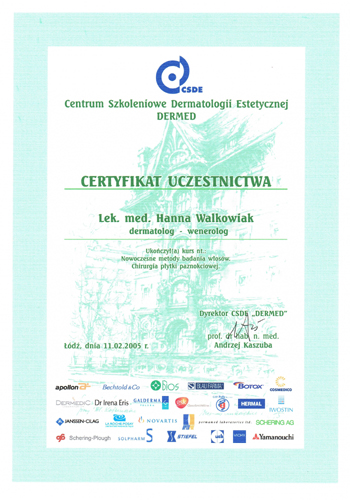 CSDE
Centrum Szkoleniowe Dermatologii Estetycznej
DERMED
CERTYFIKAT UCZESTNICTWA
Lek. med. Hanna Walkowiak
dermatolog - wenerolog
Ukończył(a) kurs nt.
Nowoczesne metody badania włosów.
Chirurgia płytki paznokciowej.
Dyrektor CSDE „DERMED"
prof. dr hab. n. med.
Andrzej Kaszuba
Łódź, dnia 11.02.2005 r.
apollon
Bechtold&Co
BIOS
BOTOX
COSMEDICO
DERMEDIC
Dr Irena Eris
GALDERMA
HERMAL
IWOSTIN
JANSSEN-CILAG
LA ROCHE-POSAY
NOVARTIS
SCHERING AG
Schering-Plough
SOLPHARM
STIEFEL
Yamanouchi